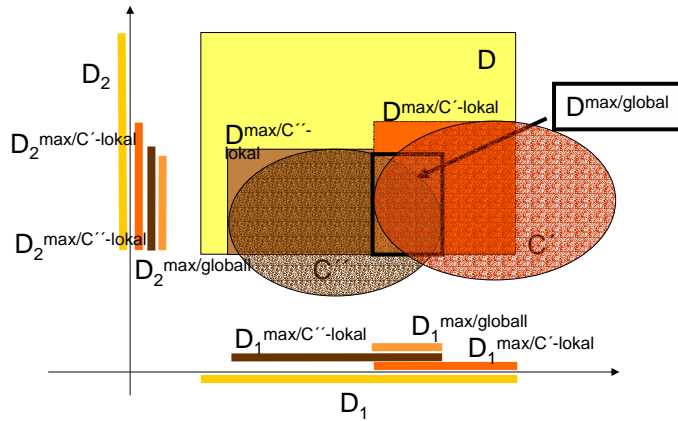 D2
D
Dmax/C´-lokal
Dmax/global
Dmax/C´´-
lokal
D2max/C´-lokal
D2max/C´´-lokal
D2max/globall
C´´
C´
D1max/C´´-lokal
D1max/globall
D1max/C´-lokal
D1